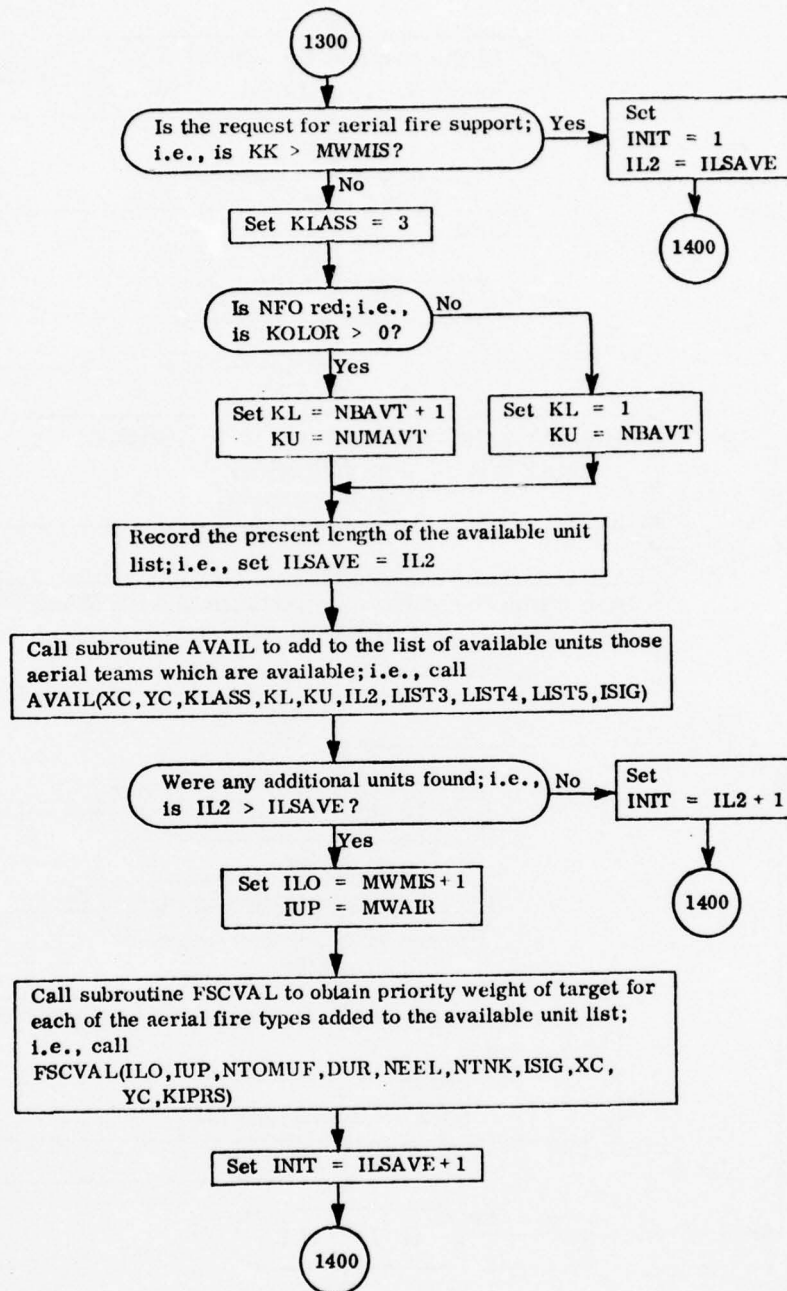 1300
Is the request for aerial fire support;
i.e., is KK > MWMIS?
Yes
Set
INIT = 1
IL2 = ILSAVE
1400
No
Set KLASS = 3
Is NFO red; i.e.,
is KOLOR > 0?
No
Yes
Set KL = NBAVT + 1
KU = NUMAVT
Set KL = 1
KU = NBAVT
Record the present length of the available unit
list; i.e., set ILSAVE = IL2
Call subroutine AVAIL to add to the list of available units those
aerial teams which are available; i.e., call
AVAIL(XC,YC,KLASS,KL,KU,IL2,LIST3,LIST4,LIST5,ISIG)
Were any additional units found; i.e.,
is IL2 > ILSAVE?
No
Set
INIT = IL2 + 1
1400
Yes
Set ILO = MWMIS+1
IUP = MWAIR
Call subroutine FSCVAL to obtain priority weight of target for
each of the aerial fire types added to the available unit list;
i.e., call
FSCVAL(ILO,IUP,NTOMUF,DUR,NEEL,NTNK,ISIG,XC,
YC,KIPRS)
Set INIT = ILSAVE+1
1400